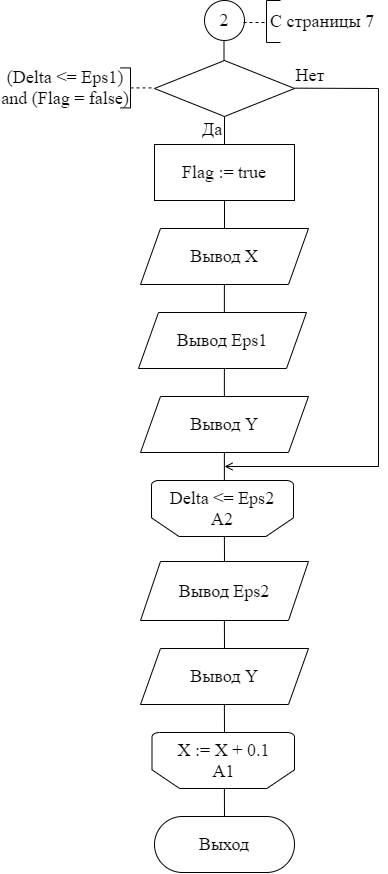 2
С страницы 7
(Delta <= Eps1)
and (Flag = false)
Нет
Да
Flag := true
Вывод X
Вывод Eps1
Вывод Y
Delta <= Eps2
A2
Вывод Eps2
Вывод Y
X := X + 0.1
A1
Выход